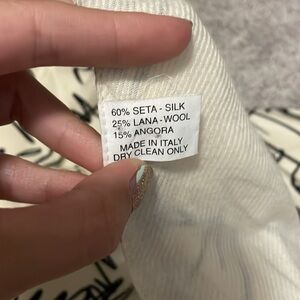 60% SETA - SILK
25% LANA - WOOL
15% ANGORA
MADE IN ITALY
DRY CLEAN ONLY